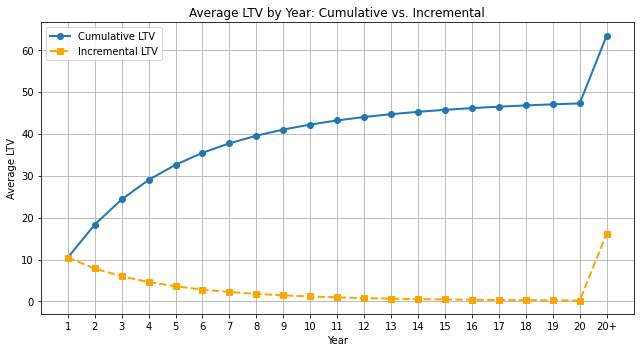 Average LTV by Year: Cumulative vs. Incremental
Cumulative LTV
Incremental LTV
Average LTV
60
50
40
30
20
10
0
1 2 3 4 5 6 7 8 9 10 11 12 13 14 15 16 17 18 19 20 20+
Year